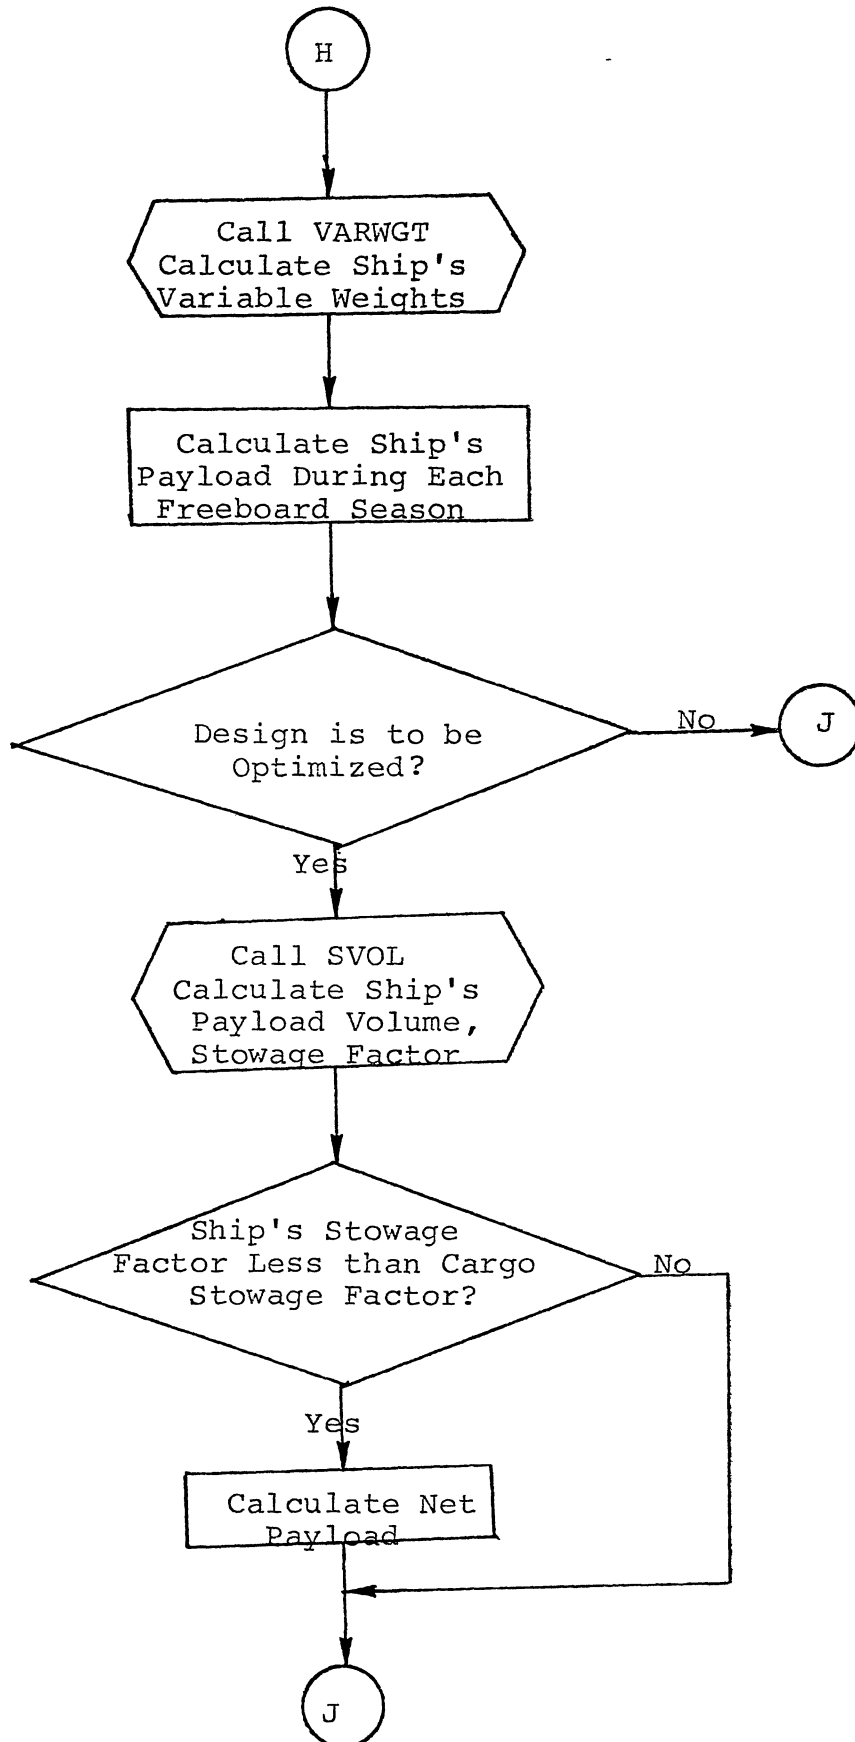 H
Call VARWGT
Calculate Ship's
Variable Weights
Calculate Ship's
Payload During Each
Freeboard Season
Design is to be
Optimized?
No
J
Yes
Call SVOL
Calculate Ship's
Payload Volume,
Stowage Factor
Ship's Stowage
Factor Less than Cargo
Stowage Factor?
No
Yes
Calculate Net
Payload
J